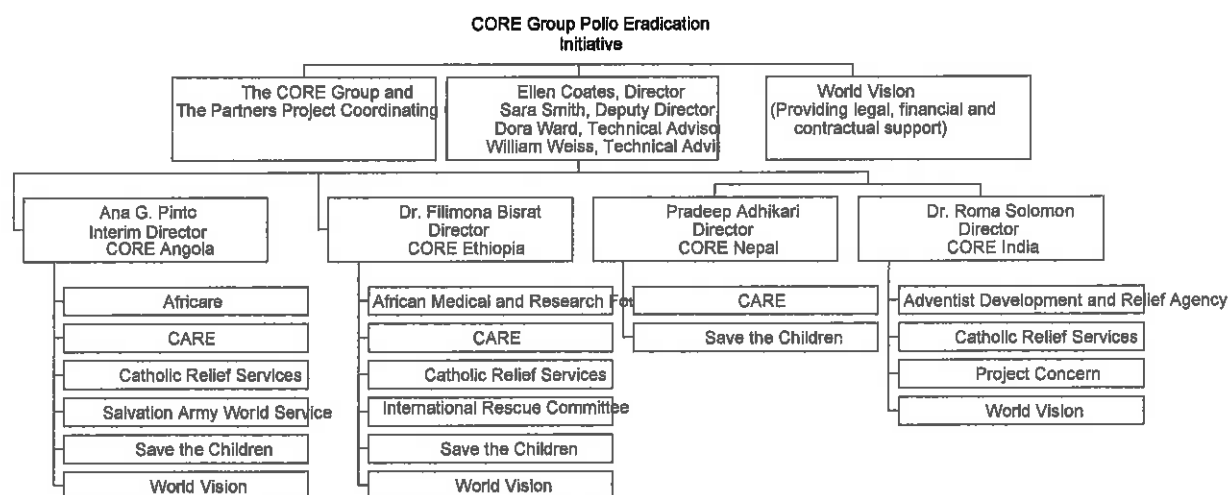 CORE Group Polio Eradication
Initiative
The CORE Group and
The Partners Project Coordinating
Ellen Coates, Director
Sara Smith, Deputy Director
Dora Ward, Technical Adviso
William Weiss, Technical Advi
World Vision
(Providing legal, financial and
contractual support)
Ana G. Pinto
Interim Director
CORE Angola
Africare
CARE
Catholic Relief Services
Salvation Army World Service
Save the Children
World Vision
Dr. Filimona Bisrat
Director
CORE Ethiopia
African Medical and Research Fou
CARE
Catholic Relief Services
International Rescue Committee
Save the Children
World Vision
Pradeep Adhikari
Director
CORE Nepal
CARE
Save the Children
Dr. Roma Solomon
Director
CORE India
Adventist Development and Relief Agency
Catholic Relief Services
Project Concern
World Vision